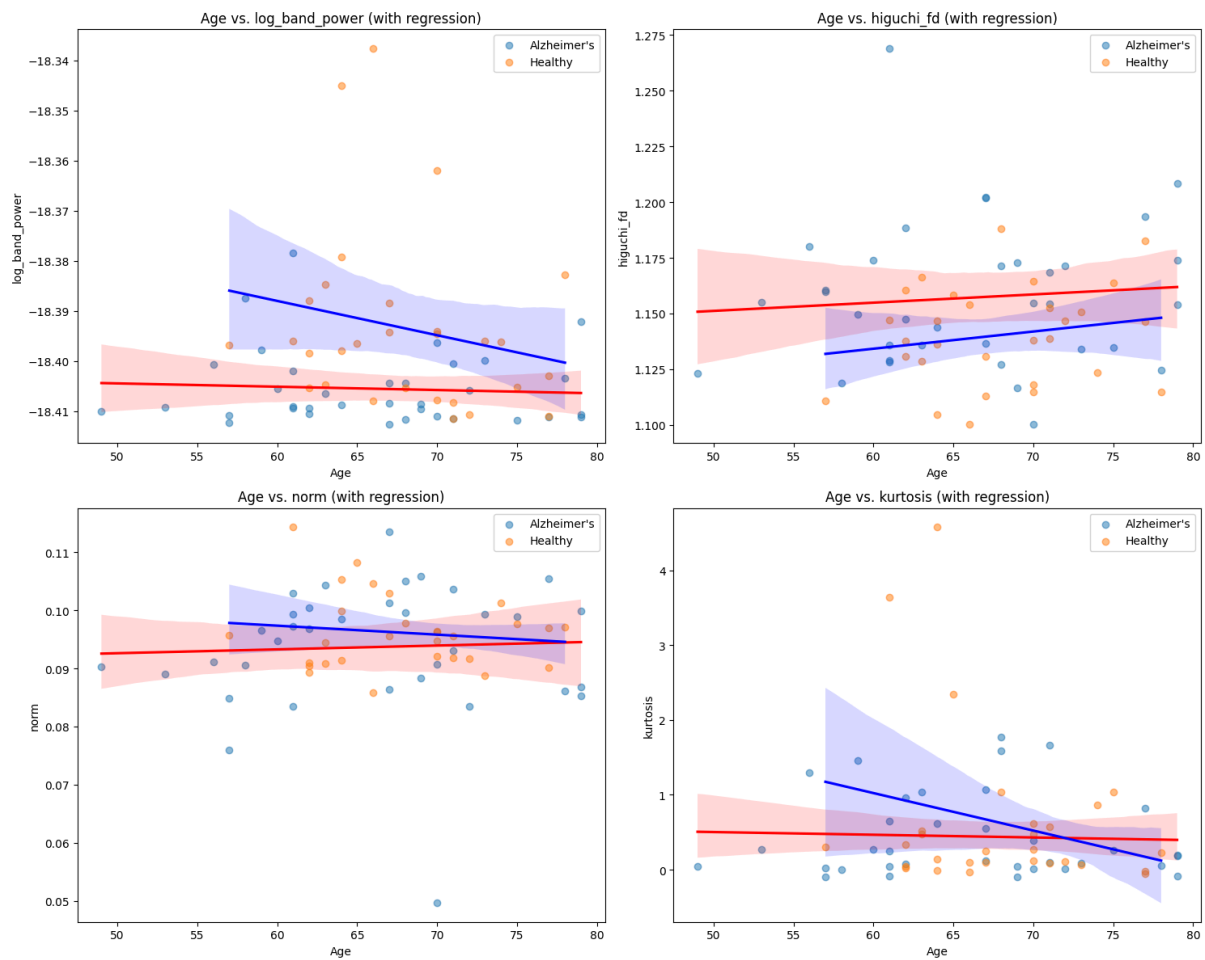 Age vs. log_band_power (with regression)
Alzheimer's
Healthy
−18.34
−18.35
−18.36
−18.37
−18.38
−18.39
−18.40
−18.41
log_band_power
50 55 60 65 70 75 80
Age
Age vs. higuchi_fd (with regression)
Alzheimer's
Healthy
1.275
1.250
1.225
1.200
1.175
1.150
1.125
1.100
higuchi_fd
50 55 60 65 70 75 80
Age
Age vs. norm (with regression)
Alzheimer's
Healthy
0.11
0.10
0.09
0.08
0.07
0.06
0.05
norm
50 55 60 65 70 75 80
Age
Age vs. kurtosis (with regression)
Alzheimer's
Healthy
4
3
2
1
0
kurtosis
50 55 60 65 70 75 80
Age